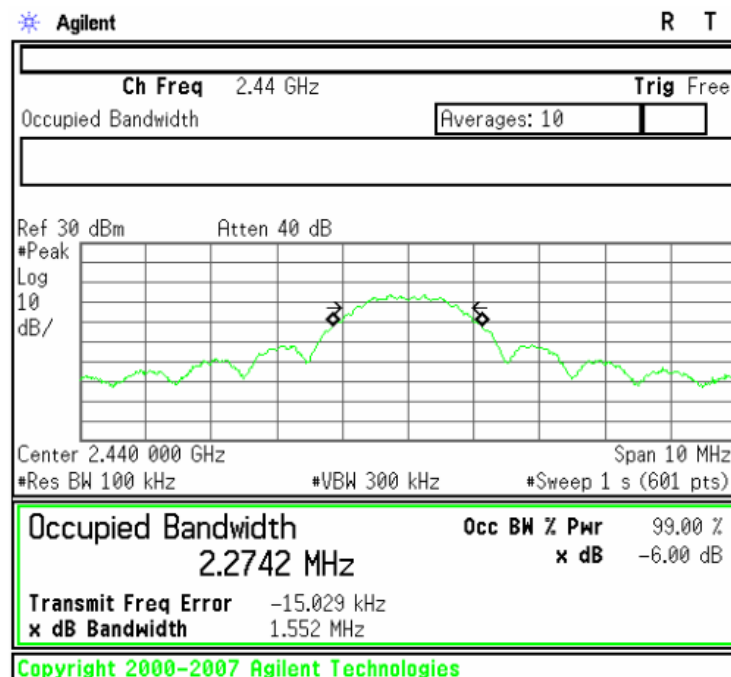 Agilent R T
Ch Freq 2.44 GHz Trig Free
Occupied Bandwidth Averages: 10
Ref 30 dBm Atten 40 dB
#Peak
Log
10
dB/
Center 2.440 000 GHz Span 10 MHz
#Res BW 100 kHz #VBW 300 kHz #Sweep 1 s (601 pts)
Occupied Bandwidth Occ BW % Pwr 99.00 %
2.2742 MHz x dB -6.00 dB
Transmit Freq Error -15.029 kHz
x dB Bandwidth 1.552 MHz
Copyright 2000-2007 Agilent Technologies